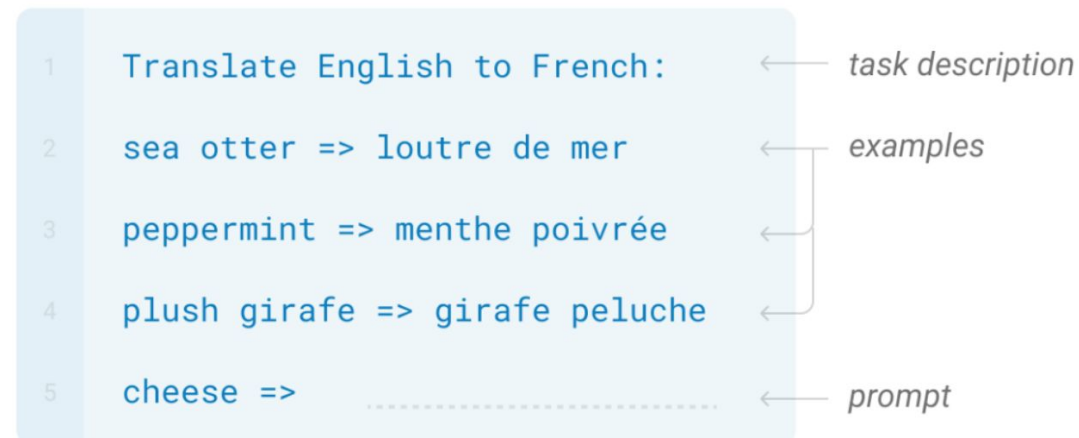 1 Translate English to French: task description
2 sea otter => loutre de mer examples
3 peppermint => menthe poivrée
4 plush girafe => girafe peluche
5 cheese => prompt